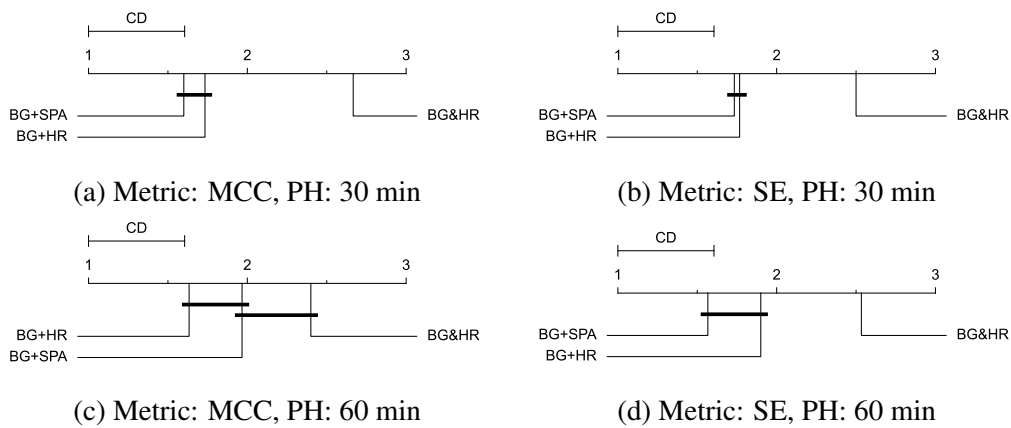 CD
1 2 3
BG+SPA
BG+HR
BG&HR
(a) Metric: MCC, PH: 30 min
CD
1 2 3
BG+SPA
BG+HR
BG&HR
(b) Metric: SE, PH: 30 min
CD
1 2 3
BG+HR
BG+SPA
BG&HR
(c) Metric: MCC, PH: 60 min
CD
1 2 3
BG+SPA
BG+HR
BG&HR
(d) Metric: SE, PH: 60 min